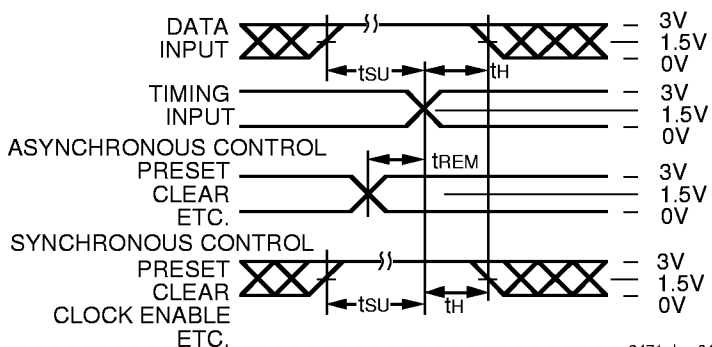 DATA
INPUT
tSU
tH
3V
1.5V
0V
TIMING
INPUT
3V
1.5V
0V
ASYNCHRONOUS CONTROL
PRESET
CLEAR
ETC.
tREM
3V
1.5V
0V
SYNCHRONOUS CONTROL
PRESET
CLEAR
CLOCK ENABLE
ETC.
tSU
tH
3V
1.5V
0V